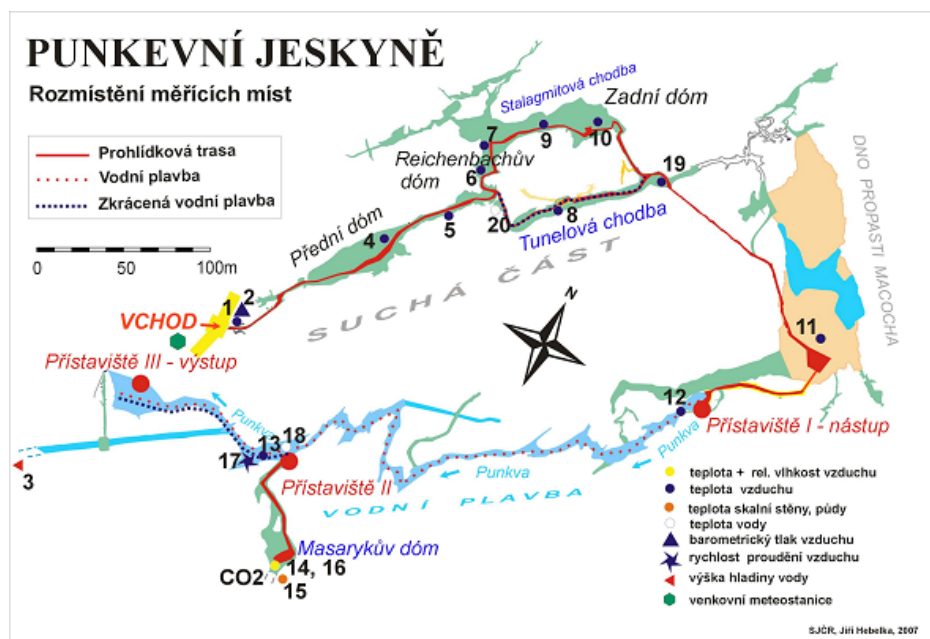 PUNKEVNÍ JESKYNĚ
Rozmístění měřících míst
Prohlídková trasa
Vodní plavba
Zkrácená vodní plavba
0 50 100m
Stalagmitová chodba
Zadní dóm
7
9
10
Reichenbachův
dóm
6
19
DNO PROPASTI MACOCHA
Přední dóm
4
5
20
8
Tunelová chodba
SUCHÁ ČÁST
N
1
2
VCHOD
11
Přístaviště III - výstup
Punkva
12
Přístaviště I - nástup
Punkva
3
17
13
18
Přístaviště II
Punkva
VODNÍ PLAVBA
Masarykův dóm
CO2
14, 16
15
teplota + rel. vlhkost vzduchu
teplota vzduchu
teplota skalní stěny, půdy
teplota vody
barometrický tlak vzduchu
rychlost proudění vzduchu
výška hladiny vody
venkovní meteostanice
SJČR, Jiří Hebelka, 2007